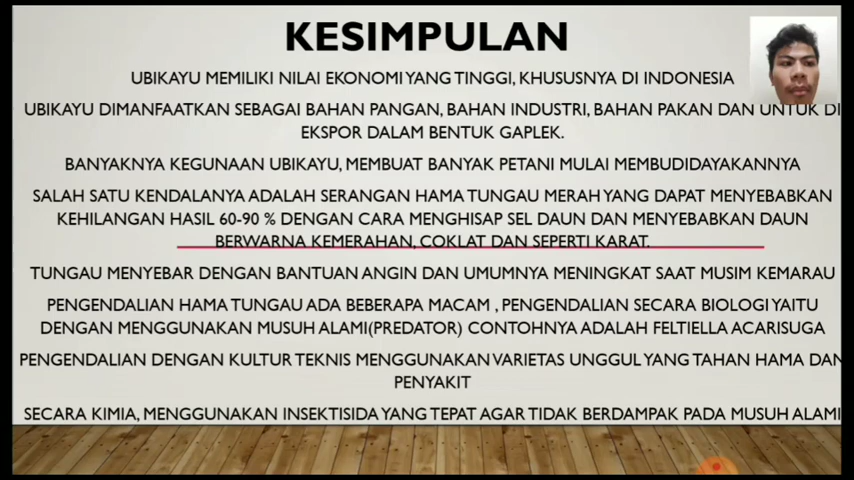 KESIMPULAN
UBIKAYU MEMILIKI NILAI EKONOMI YANG TINGGI, KHUSUSNYA DI INDONESIA
UBIKAYU DIMANFAATKAN SEBAGAI BAHAN PANGAN, BAHAN INDUSTRI, BAHAN PAKAN DAN UNTUK DI
EKSPOR DALAM BENTUK GAPLEK.
BANYAKNYA KEGUNAAN UBIKAYU, MEMBUAT BANYAK PETANI MULAI MEMBUDIDAYAKANNYA
SALAH SATU KENDALANYA ADALAH SERANGAN HAMA TUNGAU MERAH YANG DAPAT MENYEBABKAN
KEHILANGAN HASIL 60-90 % DENGAN CARA MENGHISAP SEL DAUN DAN MENYEBABKAN DAUN
BERWARNA KEMERAHAN, COKLAT DAN SEPERTI KARAT.
TUNGAU MENYEBAR DENGAN BANTUAN ANGIN DAN UMUMNYA MENINGKAT SAAT MUSIM KEMARAU
PENGENDALIAN HAMA TUNGAU ADA BEBERAPA MACAM , PENGENDALIAN SECARA BIOLOGI YAITU
DENGAN MENGGUNAKAN MUSUH ALAMI(PREDATOR) CONTOHNYA ADALAH FELTIELLA ACARISUGA
PENGENDALIAN DENGAN KULTUR TEKNIS MENGGUNAKAN VARIETAS UNGGUL YANG TAHAN HAMA DAN
PENYAKIT
SECARA KIMIA, MENGGUNAKAN INSEKTISIDA YANG TEPAT AGAR TIDAK BERDAMPAK PADA MUSUH ALAMI